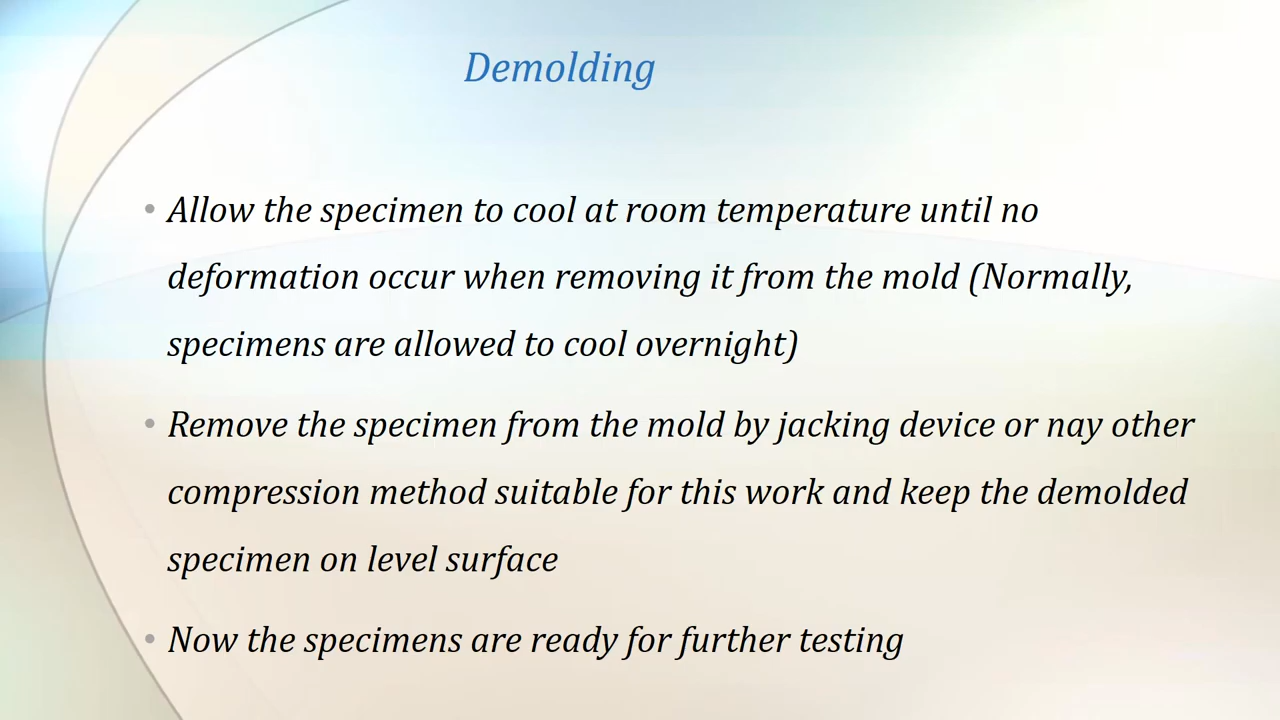 Demolding
• Allow the specimen to cool at room temperature until no
deformation occur when removing it from the mold (Normally,
specimens are allowed to cool overnight)
• Remove the specimen from the mold by jacking device or nay other
compression method suitable for this work and keep the demolded
specimen on level surface
• Now the specimens are ready for further testing